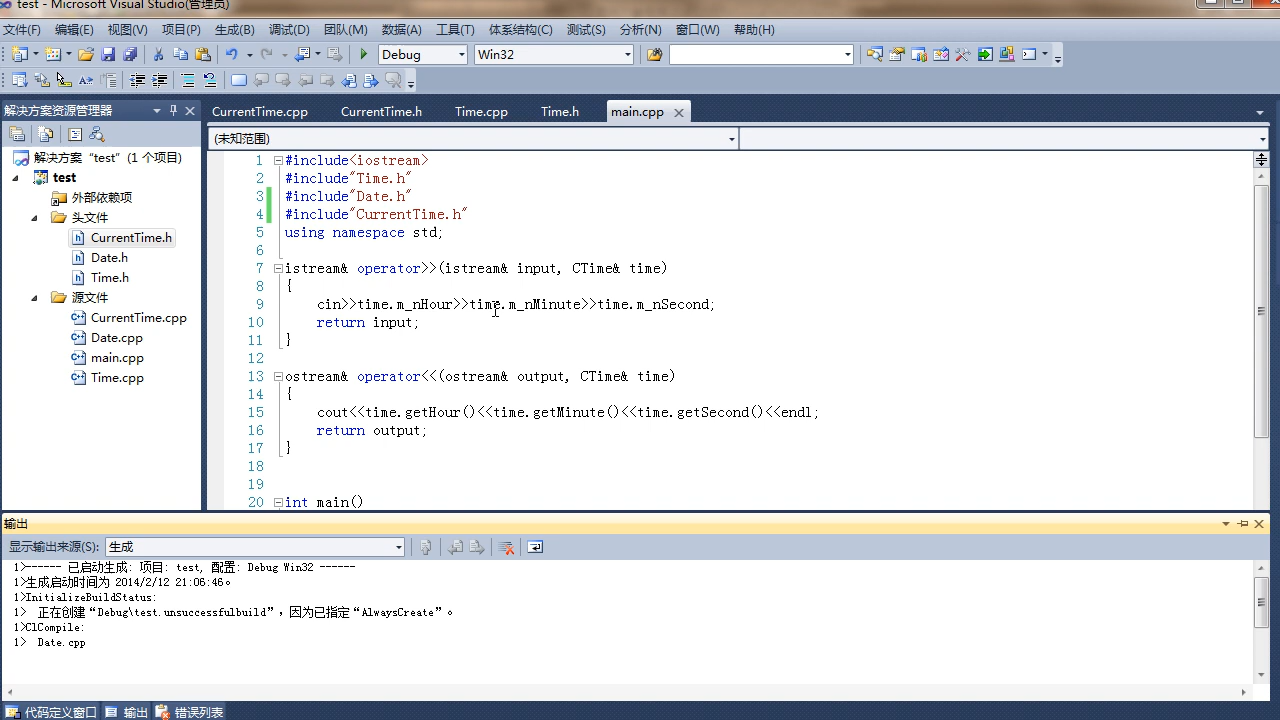 test - Microsoft Visual Studio(管理员)
文件(F) 编辑(E) 视图(V) 项目(P) 生成(B) 调试(D) 团队(M) 数据(A) 工具(T) 体系结构(C) 测试(S) 分析(N) 窗口(W) 帮助(H)
Debug Win32
解决方案资源管理器
CurrentTime.cpp CurrentTime.h Time.cpp Time.h main.cpp
(未知范围)
解决方案 “test” (1 个项目)
test
外部依赖项
头文件
CurrentTime.h
Date.h
Time.h
源文件
CurrentTime.cpp
Date.cpp
main.cpp
Time.cpp
1 #include<iostream>
2 #include"Time.h"
3 #include"Date.h"
4 #include"CurrentTime.h"
5 using namespace std;
6
7 istream& operator>>(istream& input, CTime& time)
8 {
9 cin>>time.m_nHour>>time.m_nMinute>>time.m_nSecond;
10 return input;
11 }
12
13 ostream& operator<<(ostream& output, CTime& time)
14 {
15 cout<<time.getHour()<<time.getMinute()<<time.getSecond()<<endl;
16 return output;
17 }
18
19
20 int main()
输出
显示输出来源(S): 生成
1>------ 已启动生成: 项目: test, 配置: Debug Win32 ------
1>生成启动时间为 2014/2/12 21:06:46。
1>InitializeBuildStatus:
1> 正在创建“Debug\test.unsuccessfulbuild”，因为已指定“AlwaysCreate”。
1>ClCompile:
1> Date.cpp
代码定义窗口 输出 错误列表